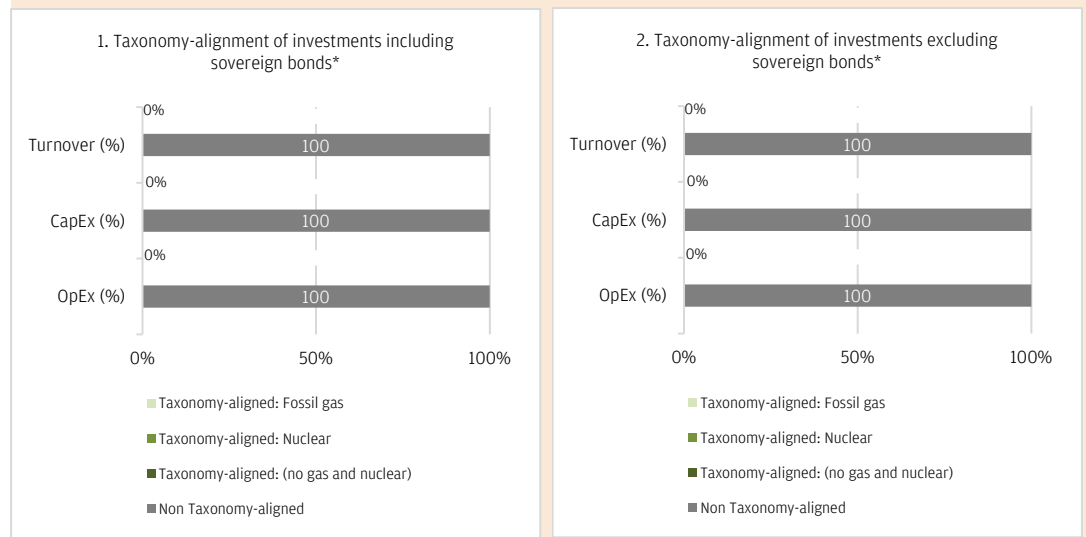 1. Taxonomy-alignment of investments including
sovereign bonds*
0%
Turnover (%)
100
0%
CapEx (%)
100
0%
OpEx (%)
100
0%
50%
100%
Taxonomy-aligned: Fossil gas
Taxonomy-aligned: Nuclear
Taxonomy-aligned: (no gas and nuclear)
Non Taxonomy-aligned
2. Taxonomy-alignment of investments excluding
sovereign bonds*
0%
Turnover (%)
100
0%
CapEx (%)
100
0%
OpEx (%)
100
0%
50%
100%
Taxonomy-aligned: Fossil gas
Taxonomy-aligned: Nuclear
Taxonomy-aligned: (no gas and nuclear)
Non Taxonomy-aligned